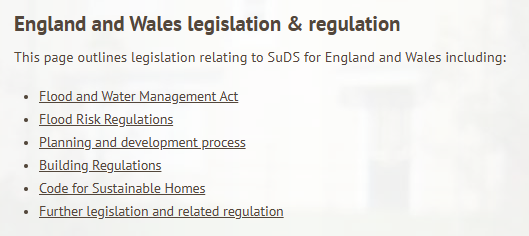 England and Wales legislation & regulation
This page outlines legislation relating to SuDS for England and Wales including:
• Flood and Water Management Act
• Flood Risk Regulations
• Planning and development process
• Building Regulations
• Code for Sustainable Homes
• Further legislation and related regulation